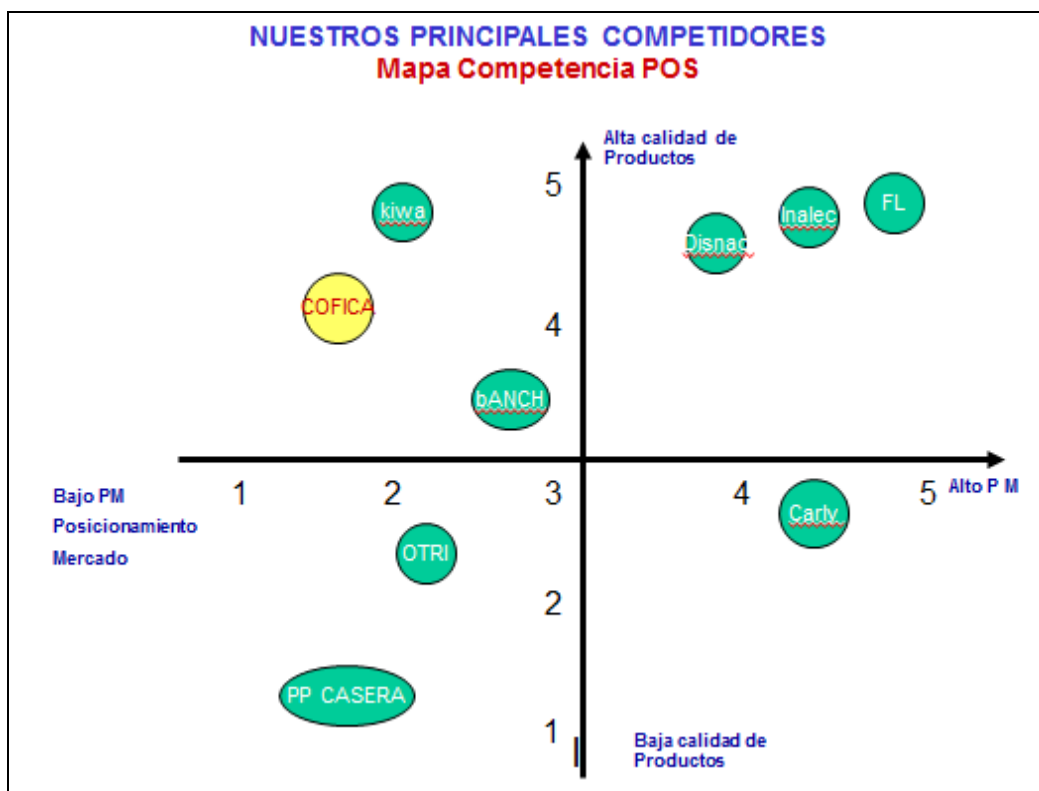 NUESTROS PRINCIPALES COMPETIDORES
Mapa Competencia POS
Alta calidad de
Productos
5
kiwa
Disnac
Inalec
FL
COFICA
4
bANCH
Bajo PM
Posicionamiento
Mercado
1
2
3
4
5
Alto P M
Carly
OTRI
2
PP CASERA
1
Baja calidad de
Productos